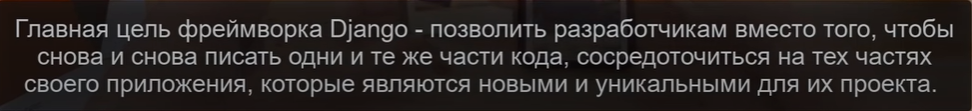 Главная цель фреймворка Django - позволить разработчикам вместо того, чтобы
снова и снова писать одни и те же части кода, сосредоточиться на тех частях
своего приложения, которые являются новыми и уникальными для их проекта.